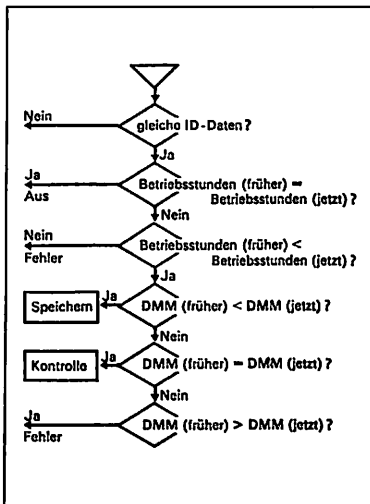 Nein
gleicho ID-Daten?
Ja
Ja
Aus
Betriebsstunden (früher) =
Betriebsstunden (jetzt)?
Nein
Nein
Fehler
Betriebsstunden (früher) <
Betriebsstunden (jetzt)?
Ja
Speichern
Ja
DMM (früher) < DMM (jetzt)?
Nein
Kontrolle
Ja
DMM (früher) = DMM (jetzt)?
Nein
Ja
Fehler
DMM (früher) > DMM (jetzt)?